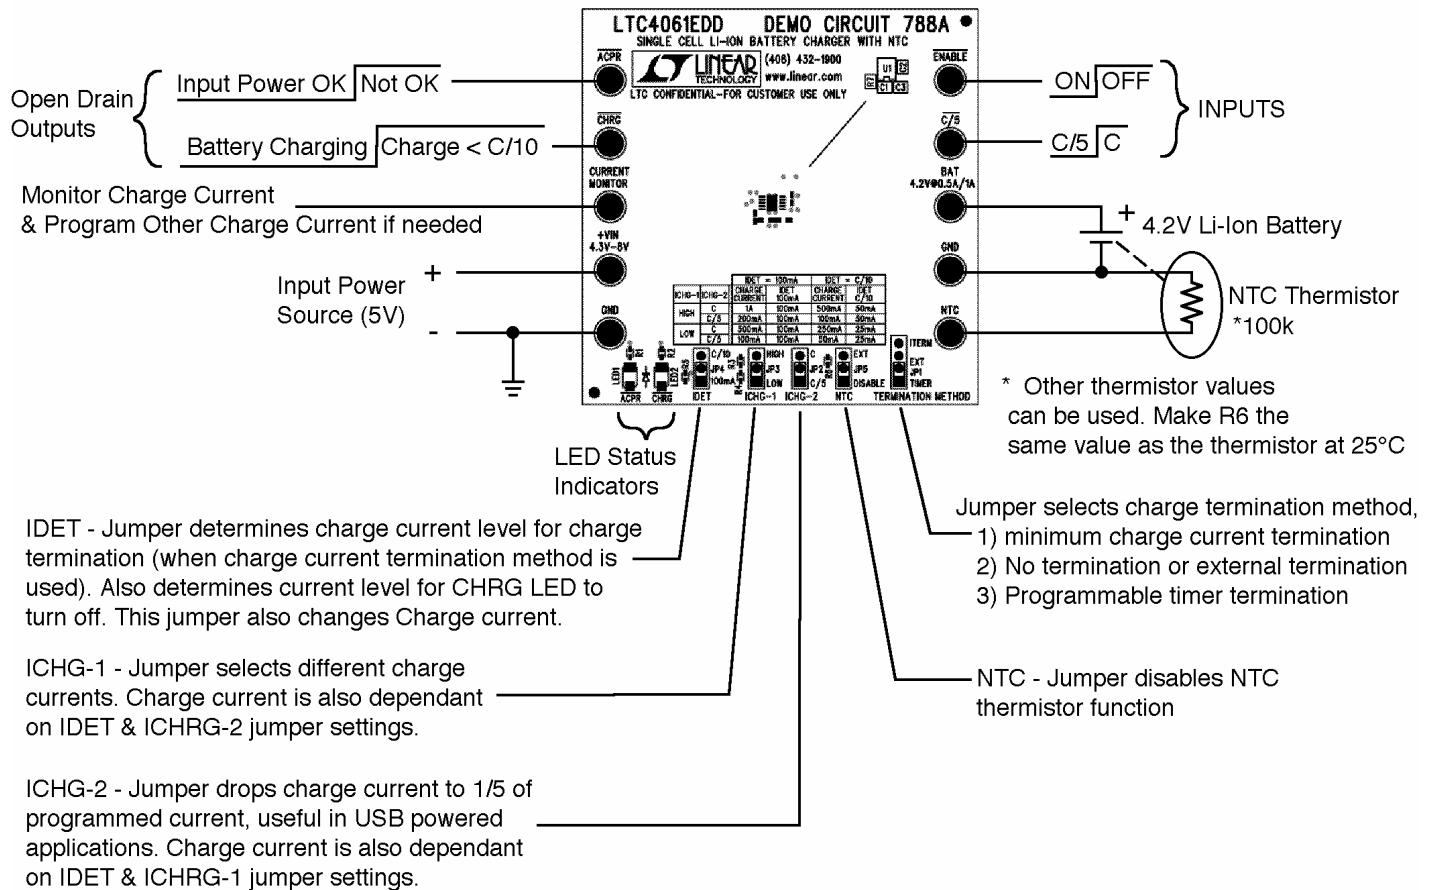 LTC4061EDD DEMO CIRCUIT 788A
SINGLE CELL LI-ION BATTERY CHARGER WITH NTC
LINEAR
TECHNOLOGY
(408) 432-1900
www.linear.com
LTC CONFIDENTIAL-FOR CUSTOMER USE ONLY
U1
R7
C1 C3
ACPR
CHRG
CURRENT
MONITOR
+VIN
4.3V-8V
GND
ENABLE
C/5
BAT
4.2V@0.5A/1A
GND
NTC
Open Drain
Outputs
Input Power OK Not OK
Battery Charging Charge < C/10
Monitor Charge Current
& Program Other Charge Current if needed
Input Power
Source (5V)
+
-
ON OFF
C/5 C
INPUTS
+
4.2V Li-Ion Battery
NTC Thermistor
*100k
* Other thermistor values
can be used. Make R6 the
same value as the thermistor at 25°C
IDET = 100mA IDET = C/10
ICHG-1 ICHG-2 CHARGE CURRENT IDET 100mA CHARGE CURRENT IDET C/10
HIGH C 1A 100mA 500mA 50mA
C/5 200mA 100mA 100mA 50mA
LOW C 500mA 100mA 250mA 25mA
C/5 100mA 100mA 50mA 25mA
R1
LED1
ACPR
R2
LED2
CHRG
R5
C/10
JP4
100mA
IDET
R3
R4
HIGH
JP3
LOW
ICHG-1
C
JP2
C/5
ICHG-2
EXT
JP5
DISABLE
NTC
ITERM
EXT
JP1
TIMER
TERMINATION METHOD
LED Status
Indicators
IDET - Jumper determines charge current level for charge
termination (when charge current termination method is
used). Also determines current level for CHRG LED to
turn off. This jumper also changes Charge current.
ICHG-1 - Jumper selects different charge
currents. Charge current is also dependant
on IDET & ICHRG-2 jumper settings.
ICHG-2 - Jumper drops charge current to 1/5 of
programmed current, useful in USB powered
applications. Charge current is also dependant
on IDET & ICHRG-1 jumper settings.
Jumper selects charge termination method,
1) minimum charge current termination
2) No termination or external termination
3) Programmable timer termination
NTC - Jumper disables NTC
thermistor function